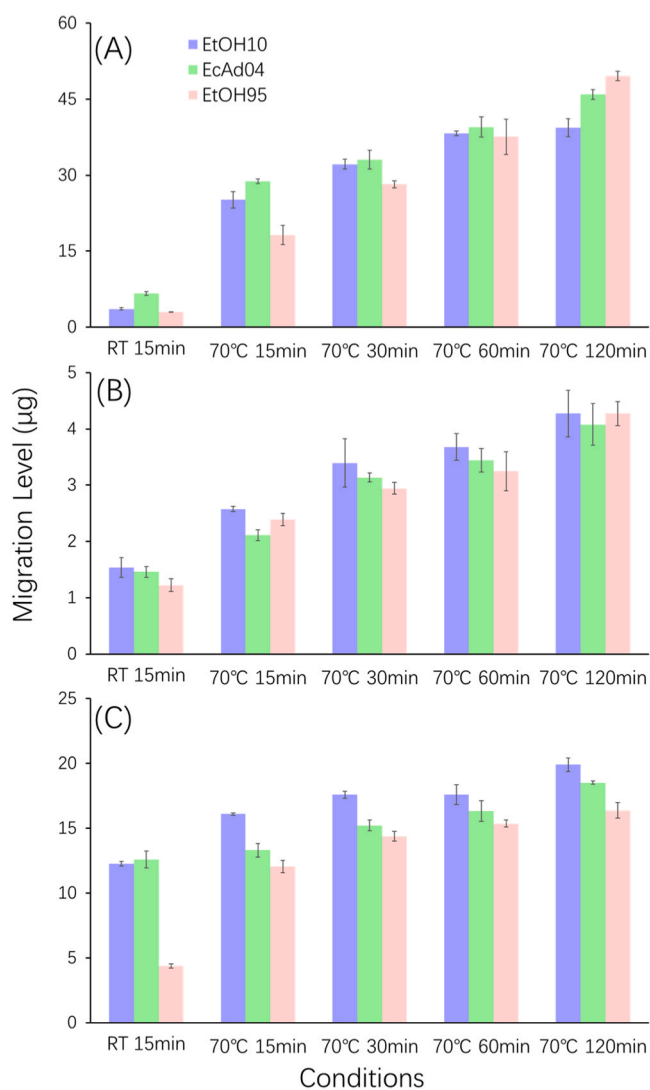 (A)
EtOH10
EcAd04
EtOH95
60
45
30
15
0
RT 15min 70℃ 15min 70℃ 30min 70℃ 60min 70℃ 120min
(B)
5
4
3
2
1
0
RT 15min 70℃ 15min 70℃ 30min 70℃ 60min 70℃ 120min
(C)
25
20
15
10
5
0
RT 15min 70℃ 15min 70℃ 30min 70℃ 60min 70℃ 120min
Migration Level (μg)
Conditions